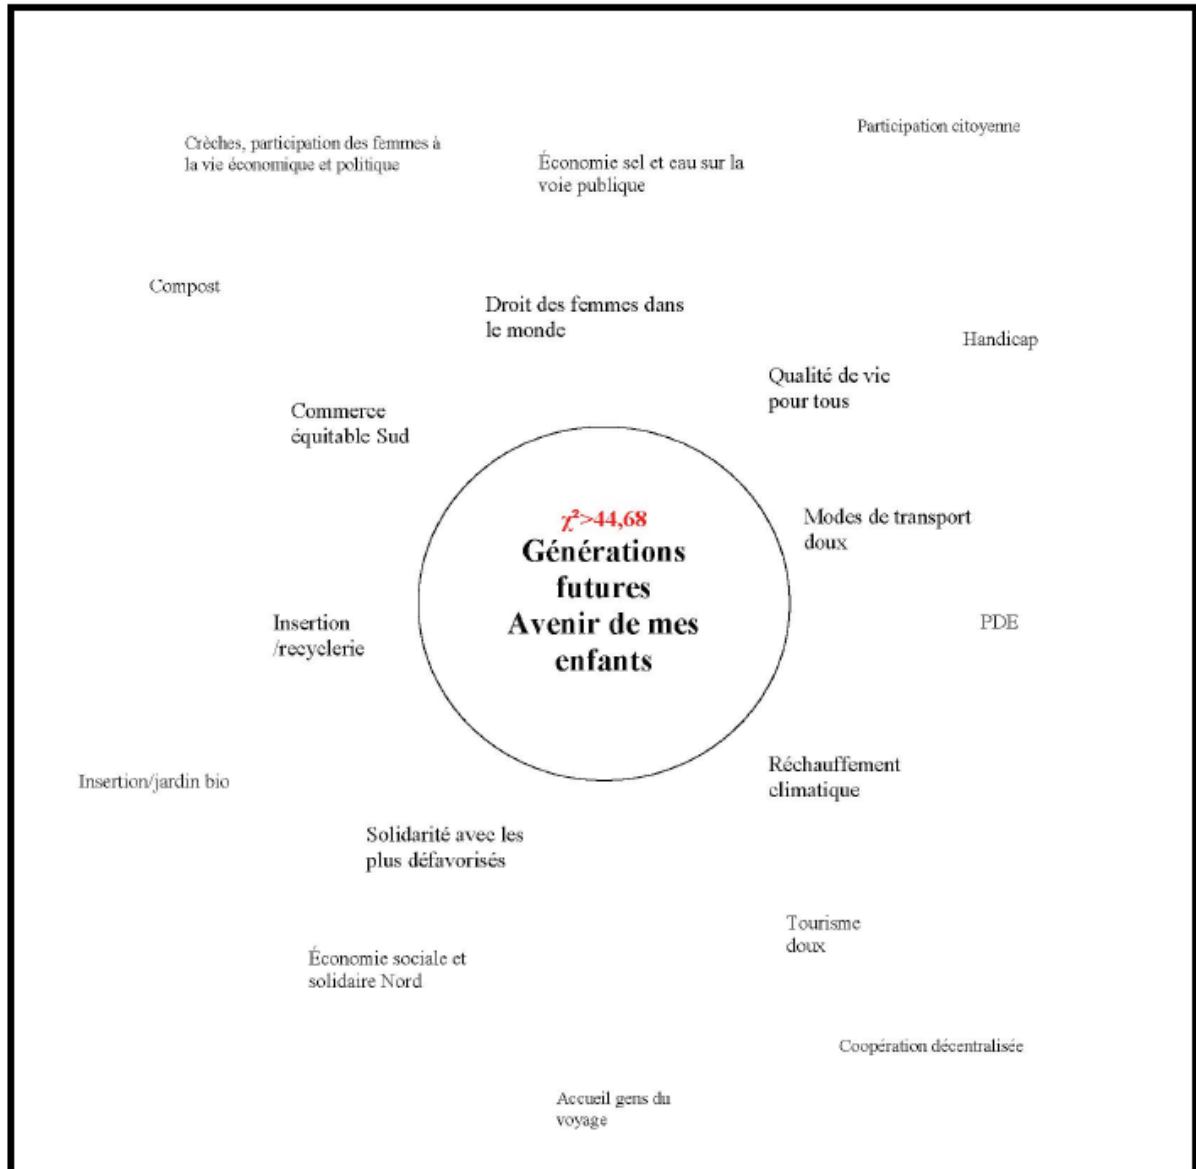 Participation citoyenne
Crèches, participation des femmes à
la vie économique et politique
Économie sel et eau sur la
voie publique
Compost
Droit des femmes dans
le monde
Handicap
Qualité de vie
pour tous
Commerce
équitable Sud
χ²>44,68
Générations
futures
Avenir de mes
enfants
Modes de transport
doux
Insertion
/recyclerie
PDE
Réchauffement
climatique
Insertion/jardin bio
Solidarité avec les
plus défavorisés
Tourisme
doux
Économie sociale et
solidaire Nord
Coopération décentralisée
Accueil gens du
voyage